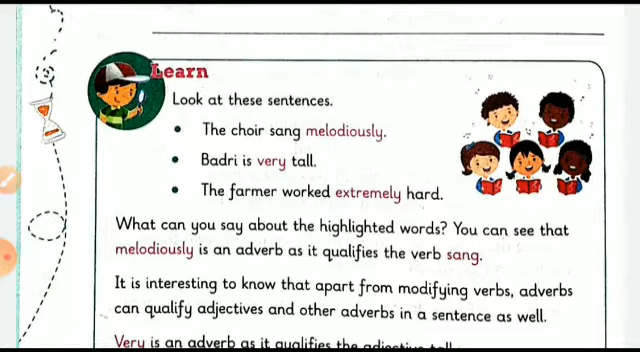 Learn
Look at these sentences.
• The choir sang melodiously.
• Badri is very tall.
• The farmer worked extremely hard.
What can you say about the highlighted words? You can see that
melodiously is an adverb as it qualifies the verb sang.
It is interesting to know that apart from modifying verbs, adverbs
can qualify adjectives and other adverbs in a sentence as well.
Very is an adverb as it qualifies the adjective tall